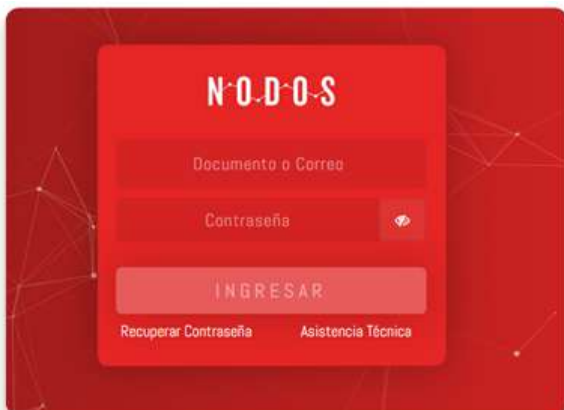 NODOS
Documento o Correo
Contraseña
INGRESAR
Recuperar Contraseña Asistencia Técnica